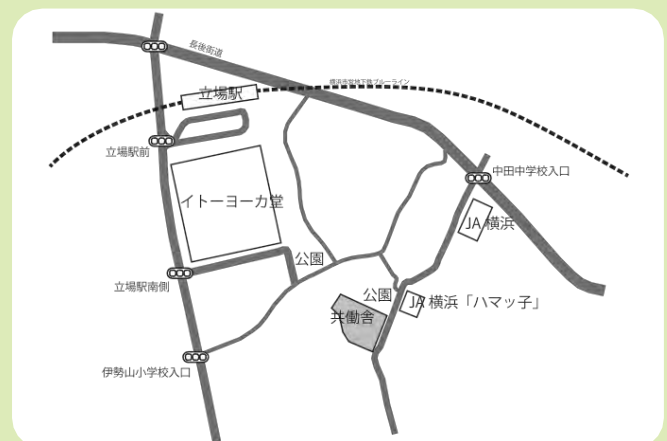 長後街道
横浜市営地下鉄ブルーライン
立場駅
立場駅前
中田中学校入口
イトーヨーカ堂
JA 横浜
公園
立場駅南側
公園
JA 横浜「ハマッ子」
共働舎
伊勢山小学校入口